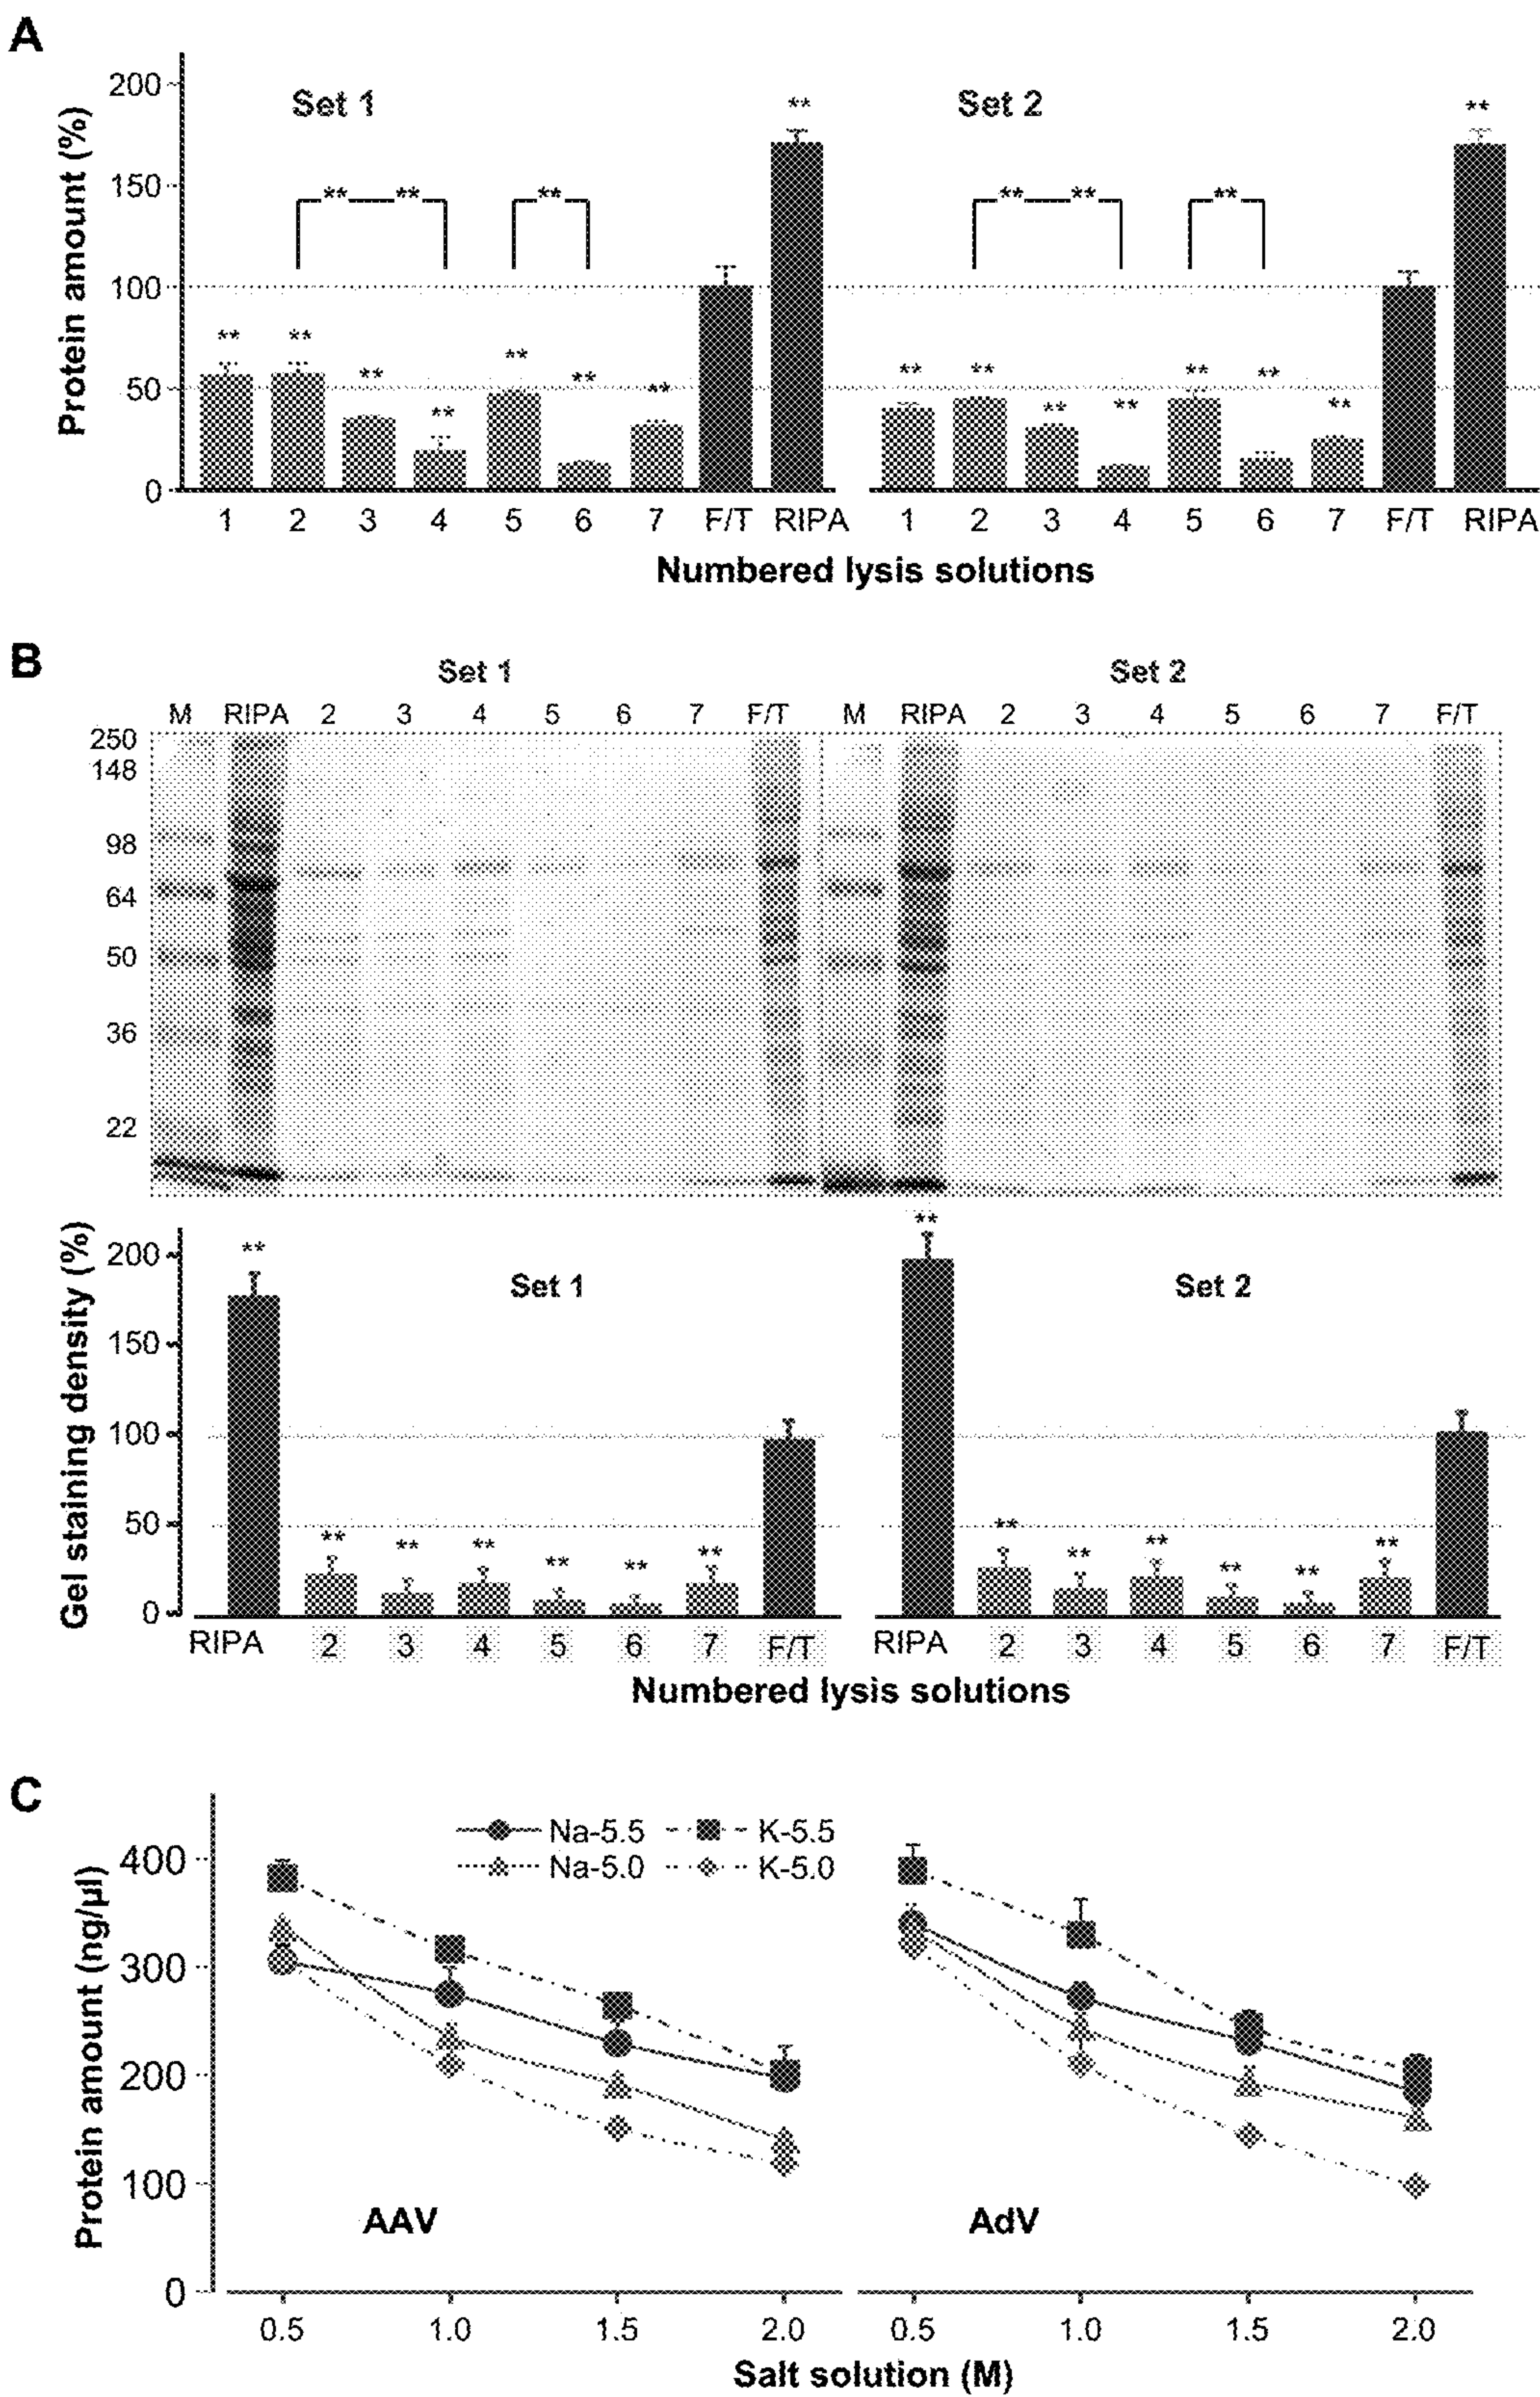 A
Protein amount (%)
200
150
100
50
0
Set 1
Set 2
**
**
** ** **
** ** **
** ** ** ** ** ** **
** ** ** ** ** ** **
1 2 3 4 5 6 7 F/T RIPA 1 2 3 4 5 6 7 F/T RIPA
Numbered lysis solutions
B
Set 1 Set 2
M RIPA 2 3 4 5 6 7 F/T M RIPA 2 3 4 5 6 7 F/T
250
148
98
64
50
36
22
Gel staining density (%)
200
150
100
50
0
** Set 1
** Set 2
** ** ** ** ** **
** ** ** ** ** **
RIPA 2 3 4 5 6 7 F/T RIPA 2 3 4 5 6 7 F/T
Numbered lysis solutions
C
Protein amount (ng/µl)
400
300
200
100
0
Na-5.5 K-5.5
Na-5.0 K-5.0
AAV AdV
0.5 1.0 1.5 2.0 0.5 1.0 1.5 2.0
Salt solution (M)